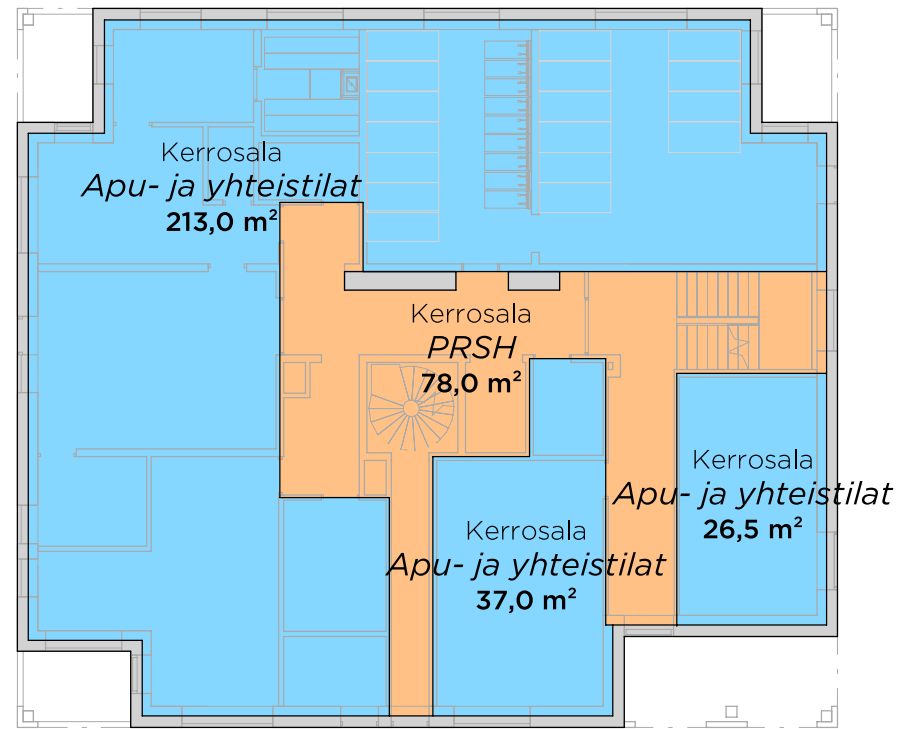 Kerrosala
Apu- ja yhteistilat
213,0 m²
Kerrosala
PRSH
78,0 m²
Kerrosala
Apu- ja yhteistilat
26,5 m²
Kerrosala
Apu- ja yhteistilat
37,0 m²